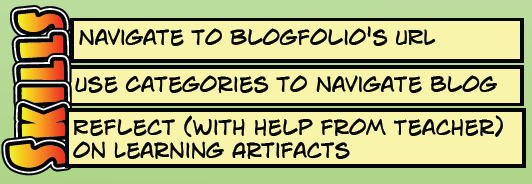 SKILLS
NAVIGATE TO BLOGFOLIO'S URL
USE CATEGORIES TO NAVIGATE BLOG
REFLECT (WITH HELP FROM TEACHER)
ON LEARNING ARTIFACTS